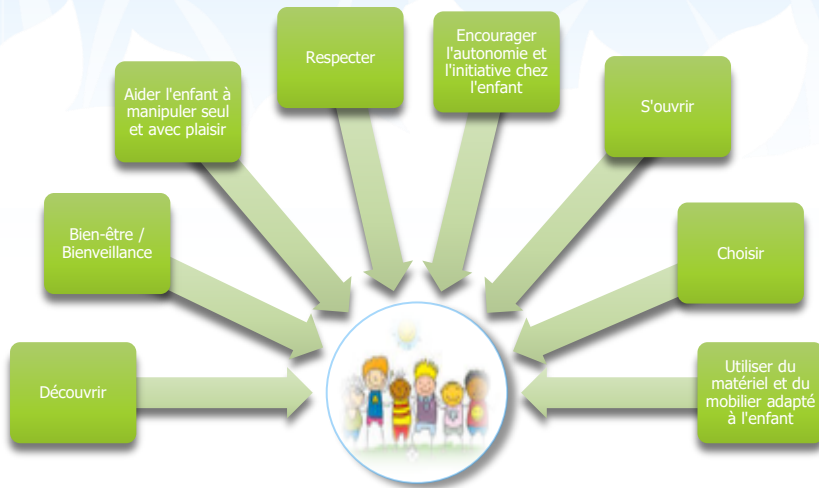 Découvrir
Bien-être /
Bienveillance
Aider l'enfant à
manipuler seul
et avec plaisir
Respecter
Encourager
l'autonomie et
l'initiative chez
l'enfant
S'ouvrir
Choisir
Utiliser du
matériel et du
mobilier adapté
à l'enfant